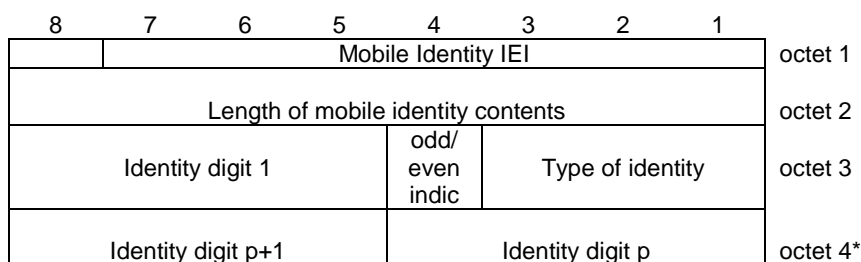 8 7 6 5 4 3 2 1
Mobile Identity IEI octet 1
Length of mobile identity contents octet 2
odd/
Identity digit 1 even Type of identity octet 3
indic
Identity digit p+1 Identity digit p octet 4*